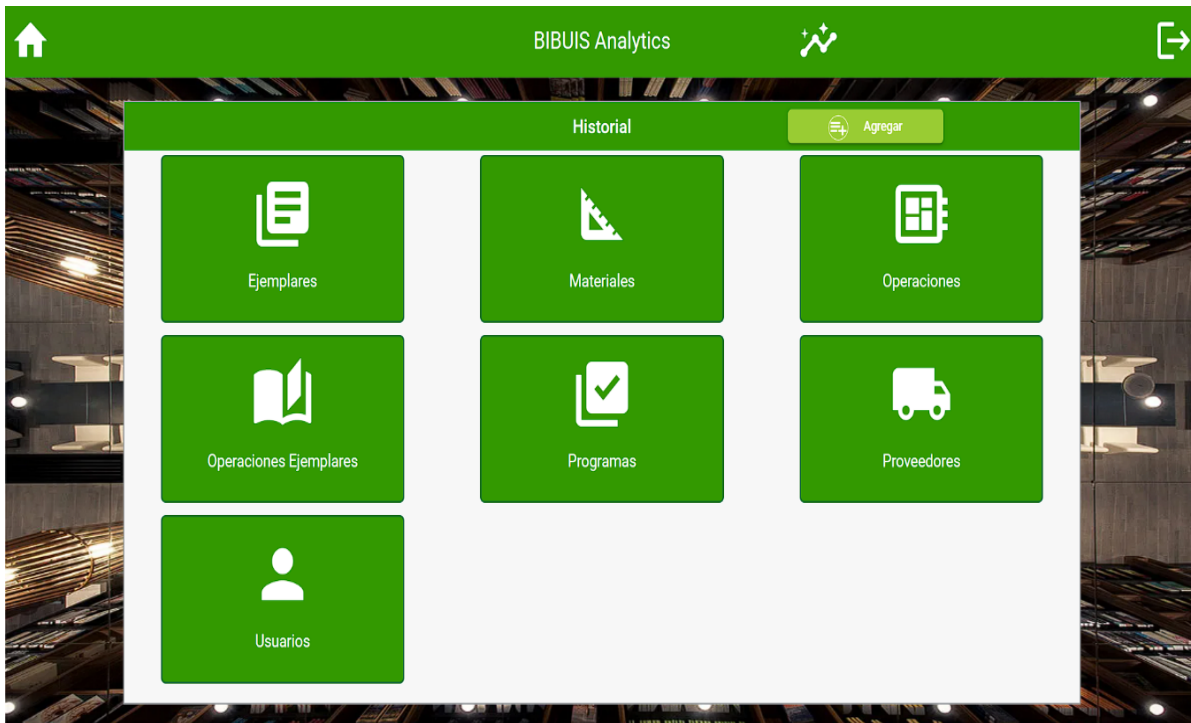 BIBUIS Analytics
Historial
Agregar
Ejemplares
Materiales
Operaciones
Operaciones Ejemplares
Programas
Proveedores
Usuarios